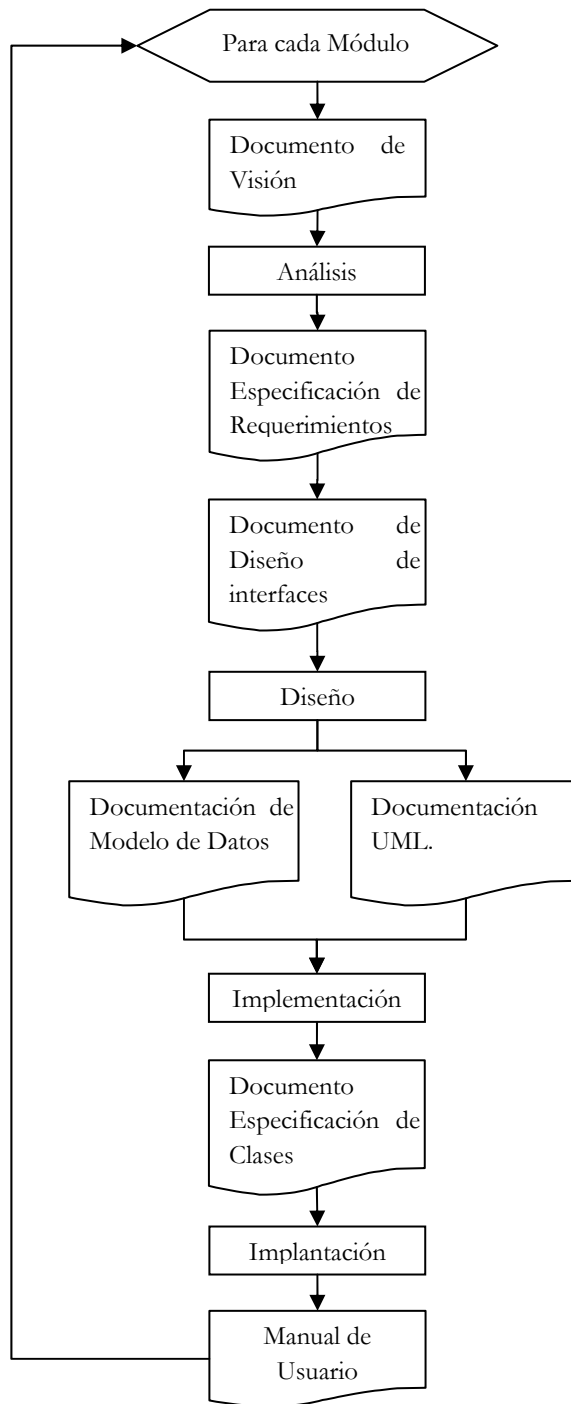 Para cada Módulo
Documento de
Visión
Análisis
Documento
Especificación de
Requerimientos
Documento de
Diseño de
interfaces
Diseño
Documentación de
Modelo de Datos
Documentación
UML.
Implementación
Documento
Especificación de
Clases
Implantación
Manual de
Usuario